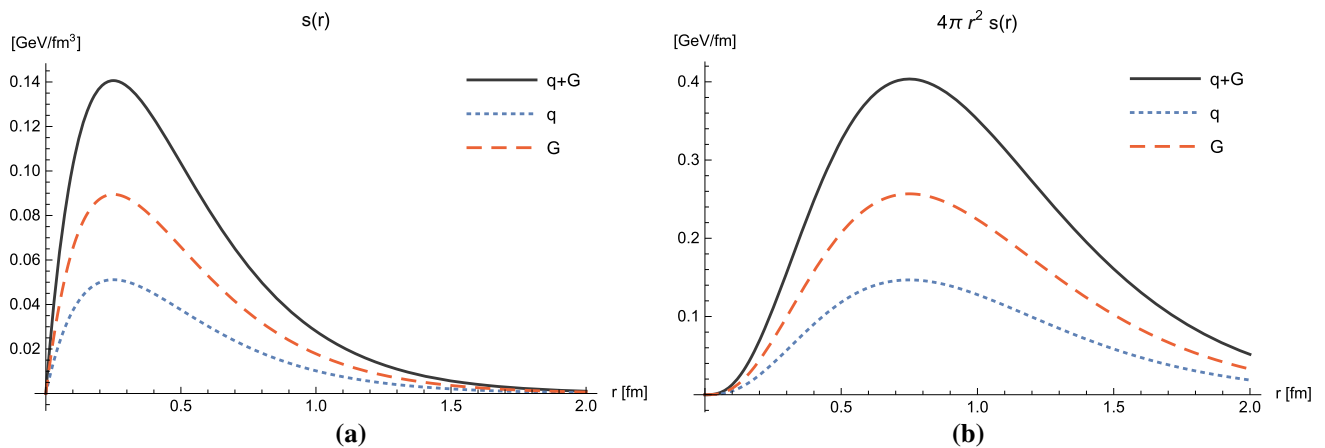 s(r)
[GeV/fm³]
q+G
q
G
0.14
0.12
0.10
0.08
0.06
0.04
0.02
0.5
1.0
1.5
2.0
r [fm]
(a)
4π r² s(r)
[GeV/fm]
q+G
q
G
0.4
0.3
0.2
0.1
0.5
1.0
1.5
2.0
r [fm]
(b)